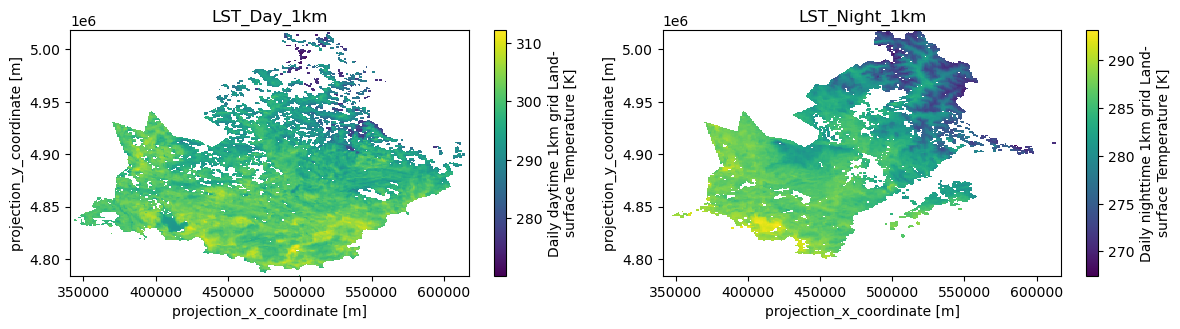 LST_Day_1km
1e6
5.00
4.95
4.90
4.85
4.80
projection_y_coordinate [m]
350000 400000 450000 500000 550000 600000
projection_x_coordinate [m]
310
300
290
280
Daily daytime 1km grid Land-
surface Temperature [K]
LST_Night_1km
1e6
5.00
4.95
4.90
4.85
4.80
projection_y_coordinate [m]
350000 400000 450000 500000 550000 600000
projection_x_coordinate [m]
290
285
280
275
270
Daily nighttime 1km grid Land-
surface Temperature [K]